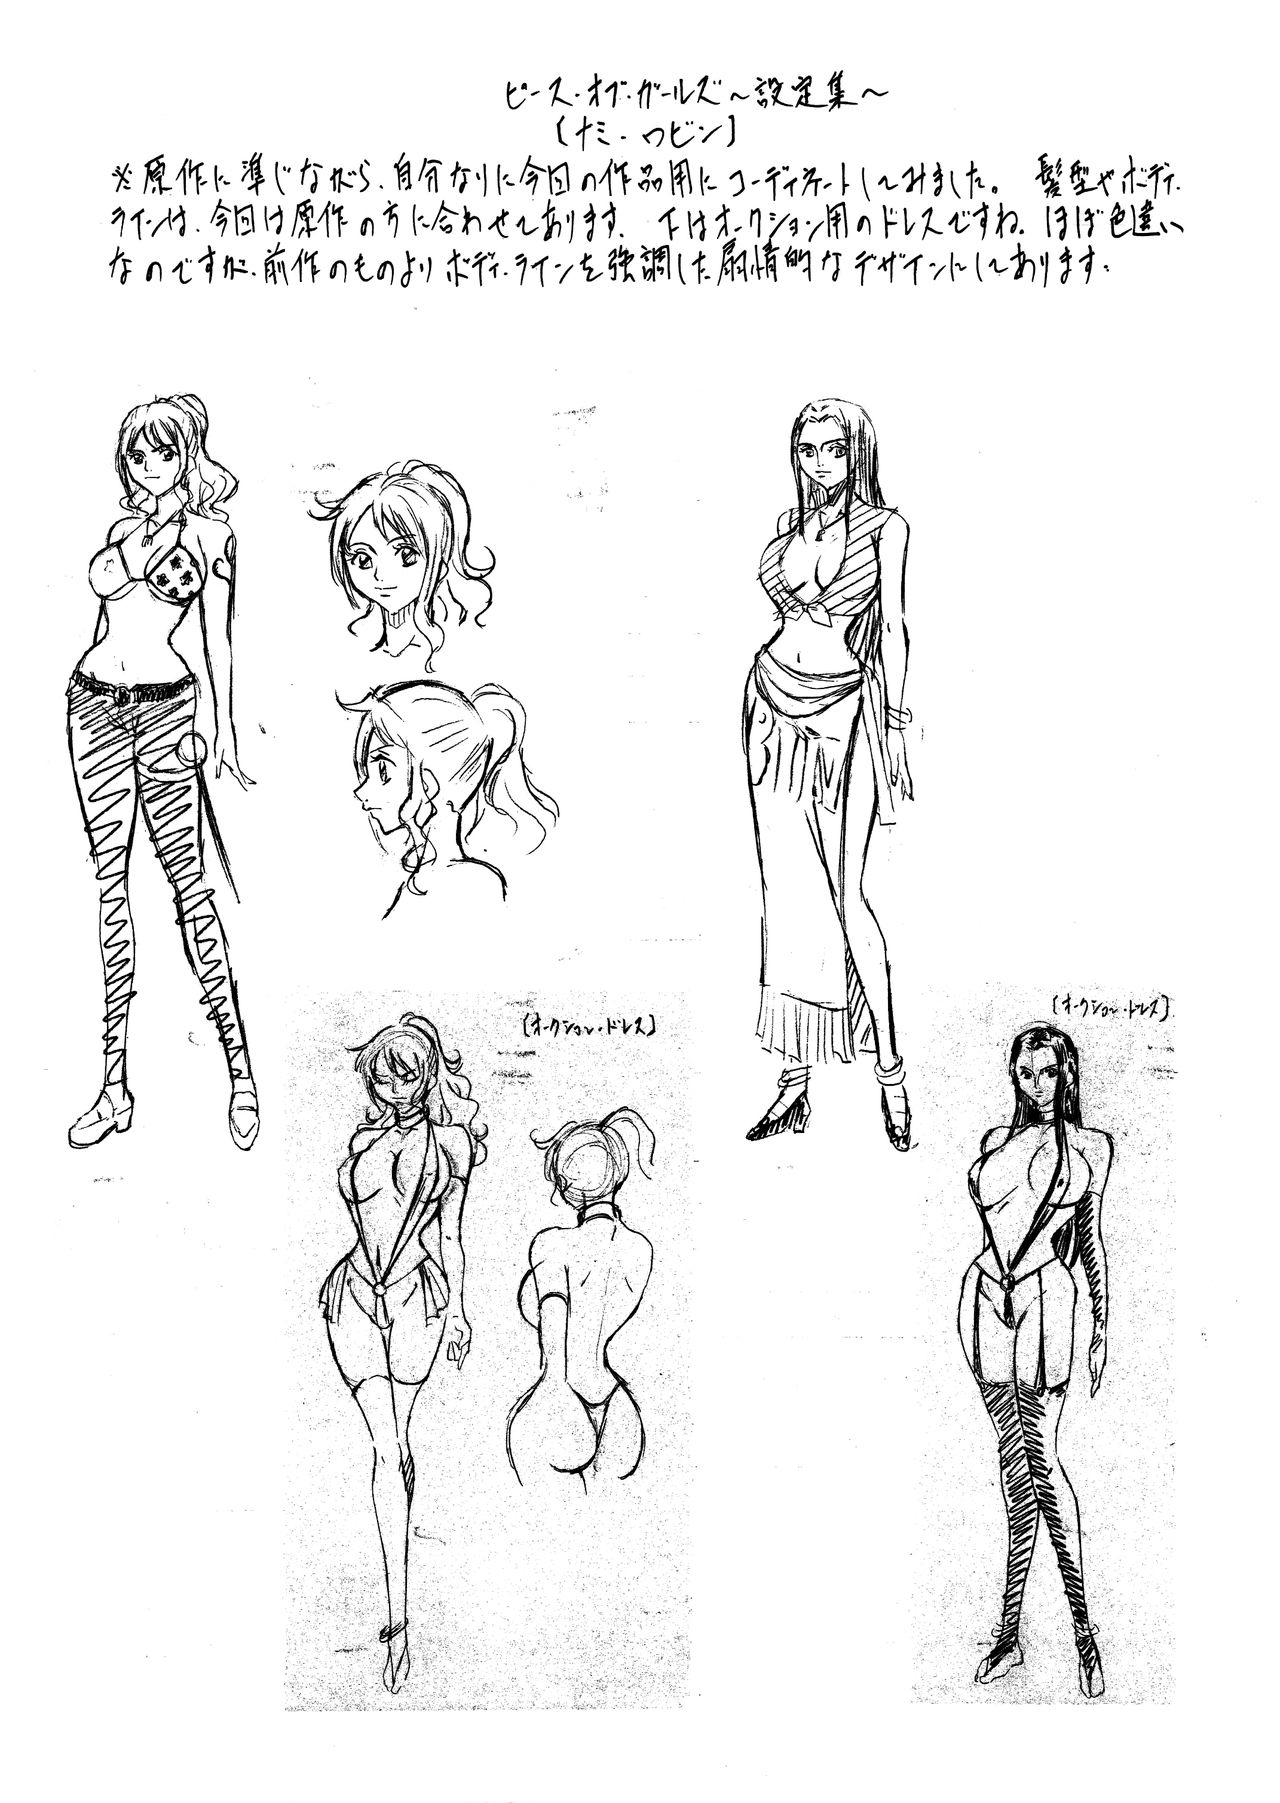 ピース・オブ・ガールズ～設定集～
[ナミ・ロビン]
※原作に準じながら、自分なりに今回の作品用にコーディネートしてみました。 髪型やボディ・
ラインは、今回は原作の方に合わせてあります。 下はオークション用のドレスですね。ほぼ色違い
なのですが、前作のものよりボディ・ラインを強調した扇情的なデザインにしてあります。
[オークション・ドレス]
[オークション・ドレス]